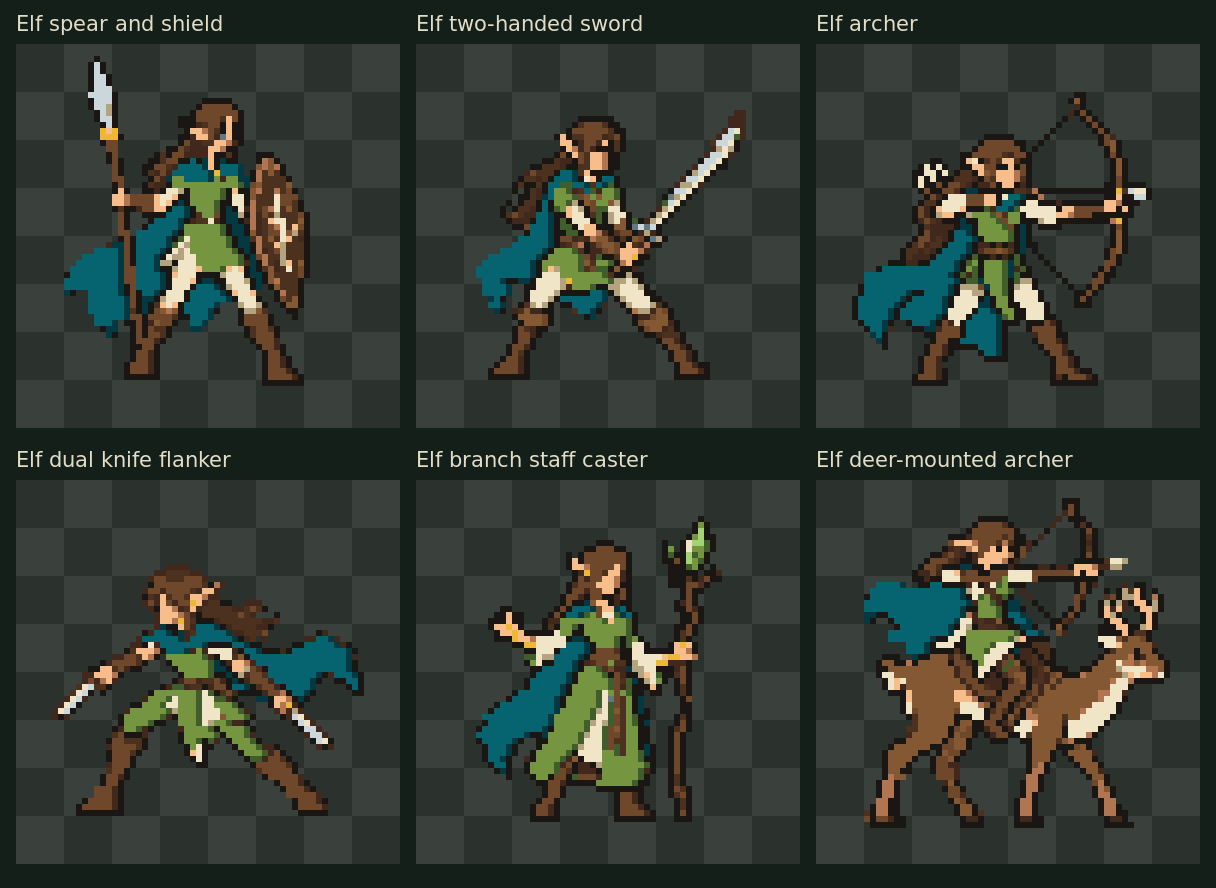 Elf spear and shield
Elf two-handed sword
Elf archer
Elf dual knife flanker
Elf branch staff caster
Elf deer-mounted archer